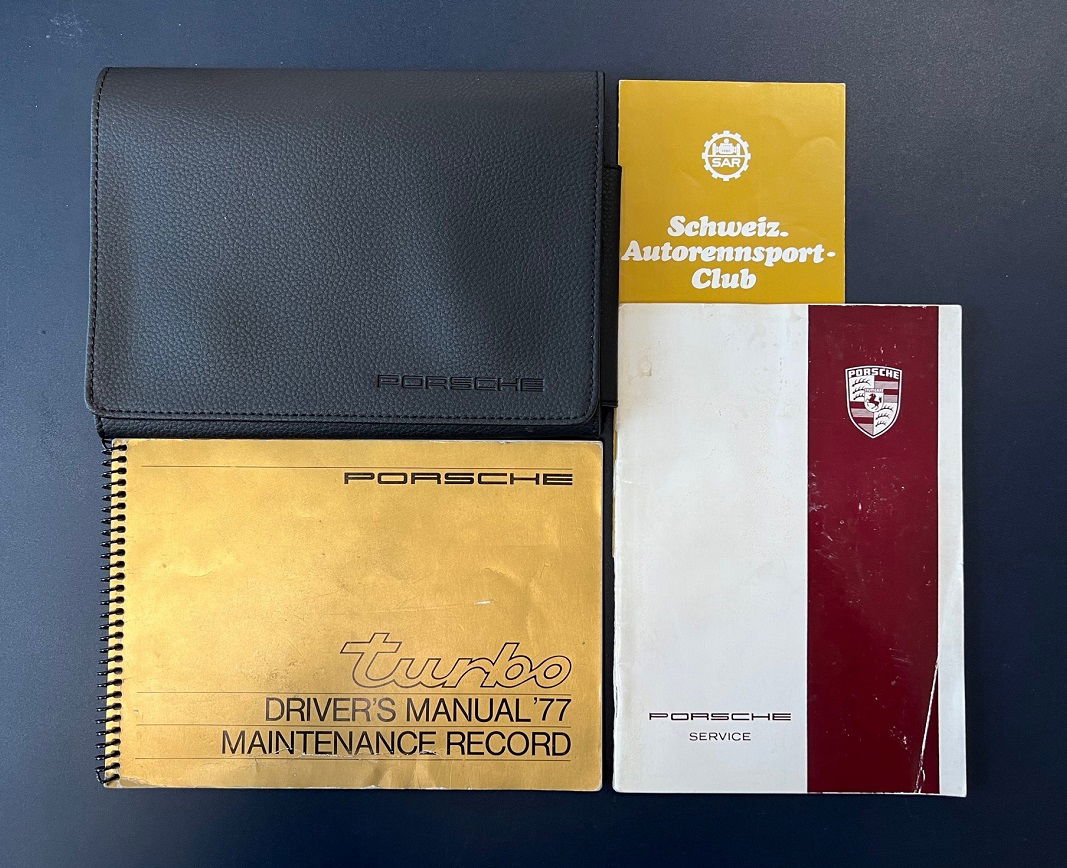 PORSCHE
SAR
Schweiz.
Autorennsport-
Club
PORSCHE
turbo
DRIVER'S MANUAL '77
MAINTENANCE RECORD
PORSCHE
PORSCHE
SERVICE